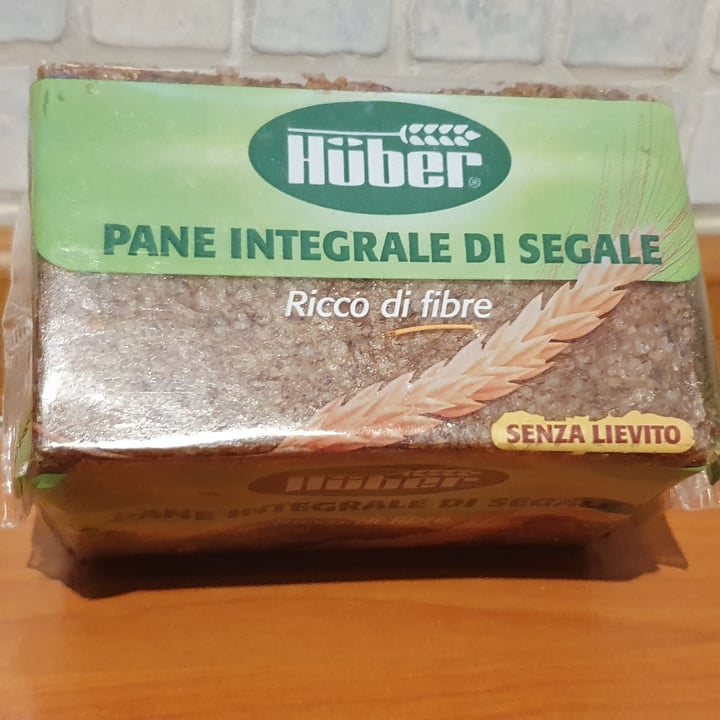 Hüber®
PANE INTEGRALE DI SEGALE
Ricco di fibre
SENZA LIEVITO
Hüber
PANE INTEGRALE DI SEGALE